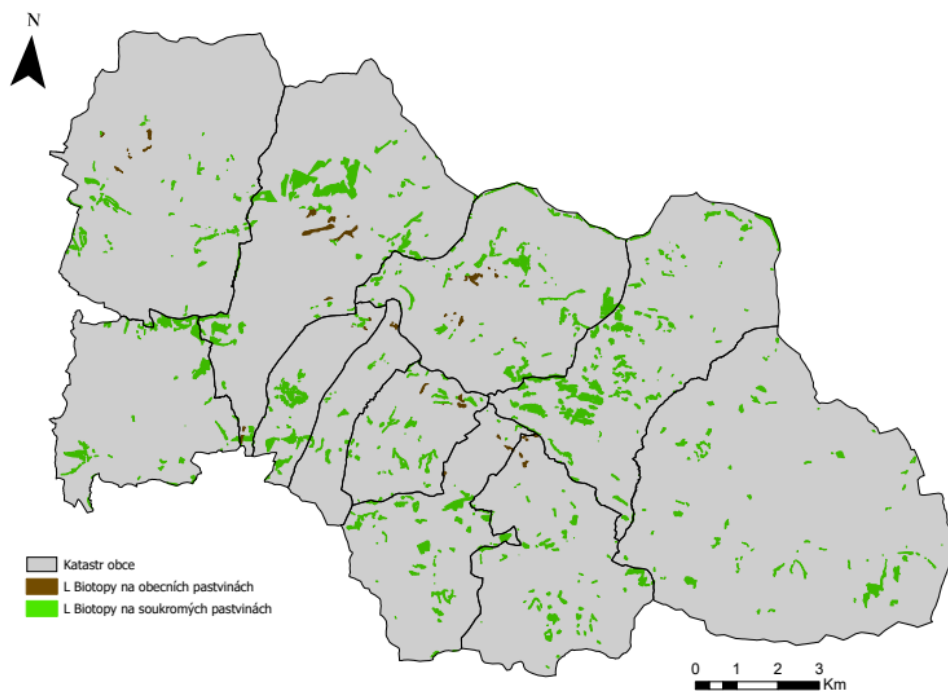 N
Katastr obce
L Biotopy na obecních pastvinách
L Biotopy na soukromých pastvinách
0 1 2 3
Km